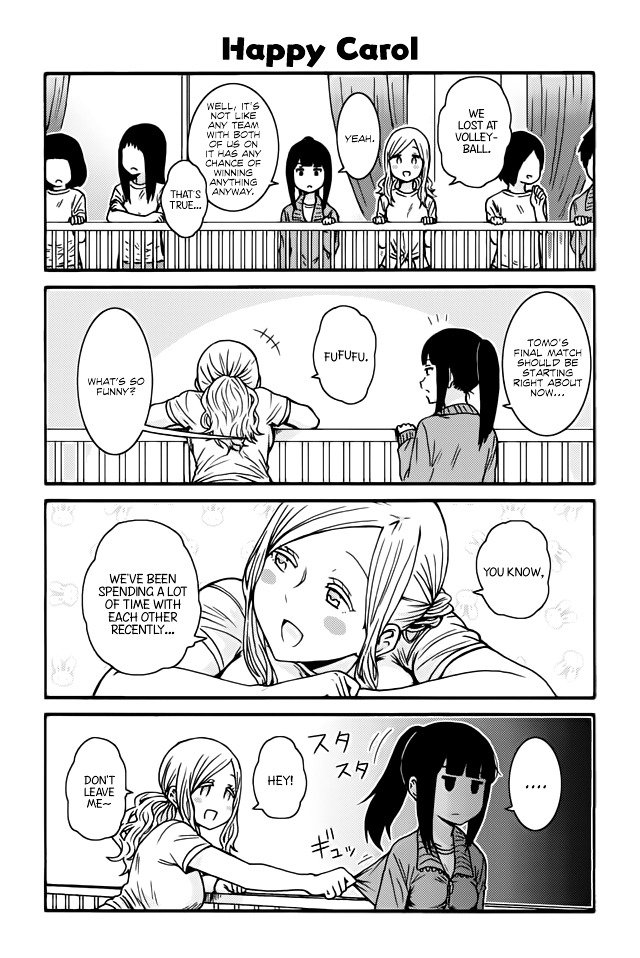 Happy Carol
WE
LOST AT
VOLLEY-
BALL.
YEAH.
WELL, IT'S
NOT LIKE
ANY TEAM
WITH BOTH
OF US ON
IT HAS ANY
CHANCE OF
WINNING
ANYTHING
ANYWAY.
THAT'S
TRUE...
TOMO'S
FINAL MATCH
SHOULD BE
STARTING
RIGHT ABOUT
NOW...
FUFUFU.
WHAT'S SO
FUNNY?
YOU KNOW,
WE'VE BEEN
SPENDING A LOT
OF TIME WITH
EACH OTHER
RECENTLY...
....
スタ
スタ
HEY!
ギュッ
DON'T
LEAVE
ME~